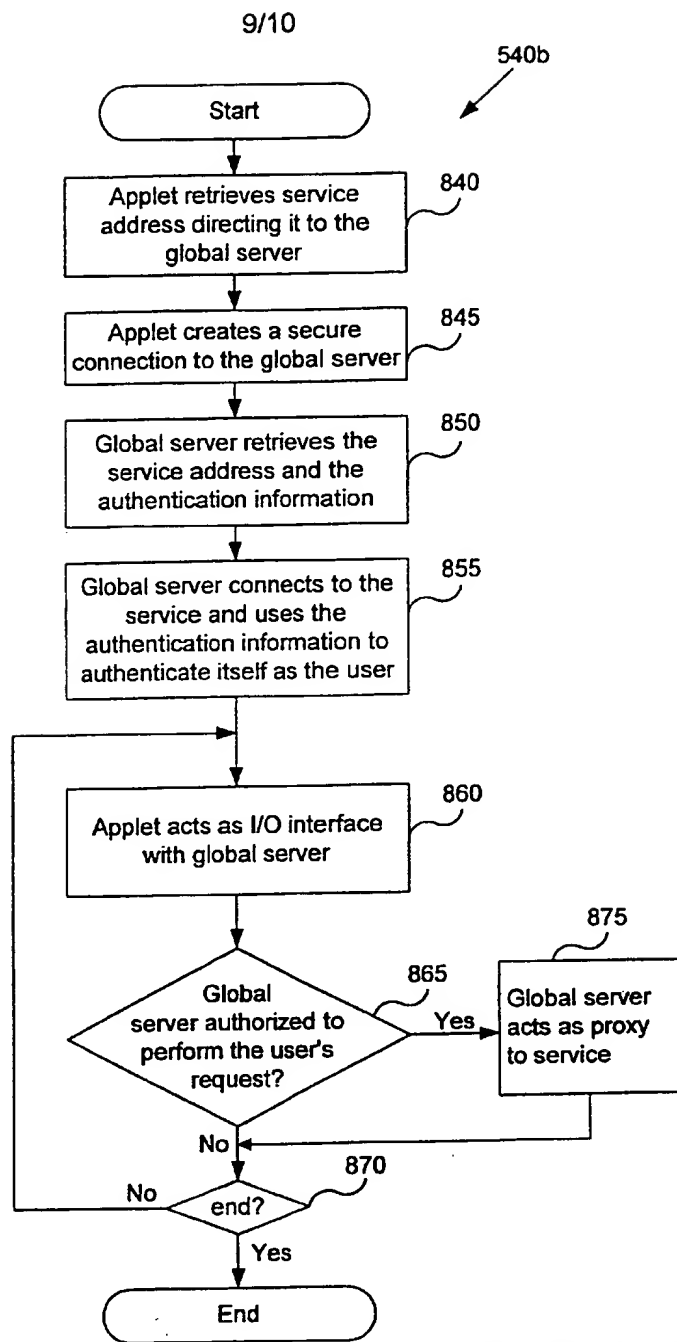 9/10
540b
Start
Applet retrieves service
address directing it to the
global server
840
Applet creates a secure
connection to the global server
845
Global server retrieves the
service address and the
authentication information
850
Global server connects to the
service and uses the
authentication information to
authenticate itself as the user
855
Applet acts as I/O interface
with global server
860
Global
server authorized to
perform the user's
request?
865
Yes
Global server
acts as proxy
to service
875
No
end?
870
No
Yes
End